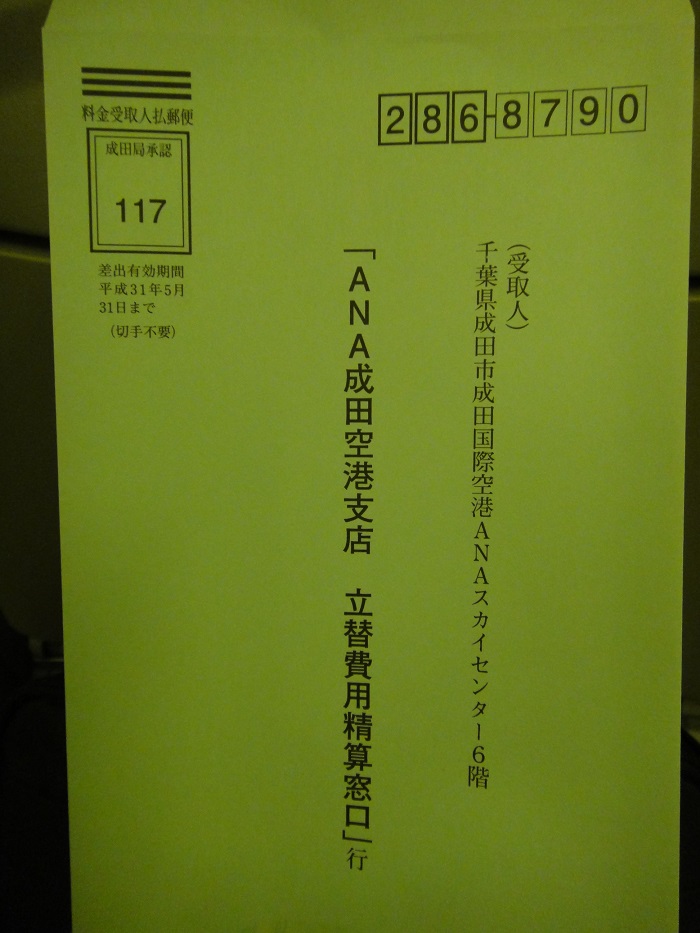 料金受取人払郵便
成田局承認
117
差出有効期間
平成31年5月
31日まで
（切手不要）
286-8790
（受取人）
千葉県成田市成田国際空港ANAスカイセンター6階
「ANA成田空港支店　立替費用精算窓口」行